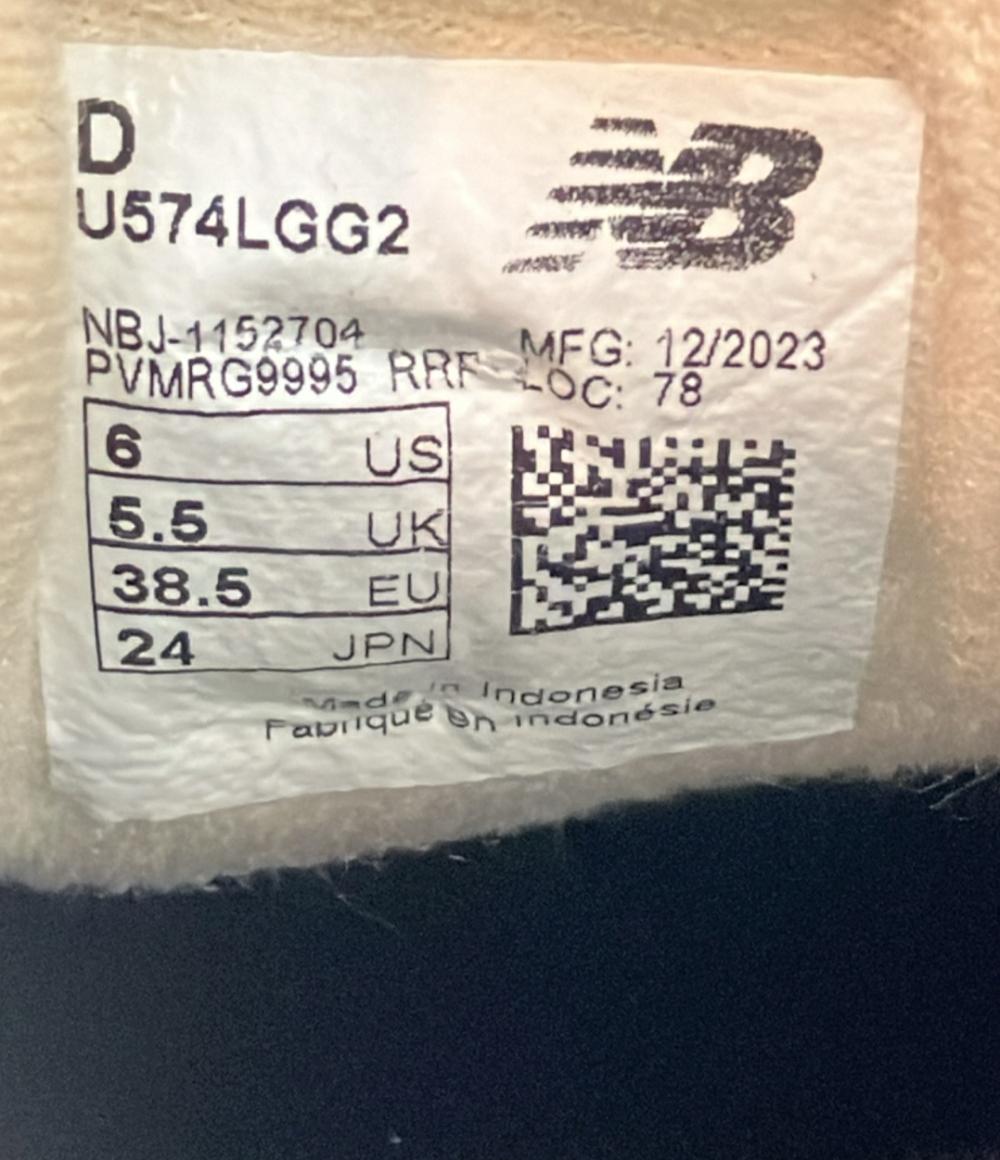 D
U574LGG2
NBJ-1152704
PVMRG9995 RRF
MFG: 12/2023
LOC: 78
6 US
5.5 UK
38.5 EU
24 JPN
Made in Indonesia
Fabriqué en Indonésie